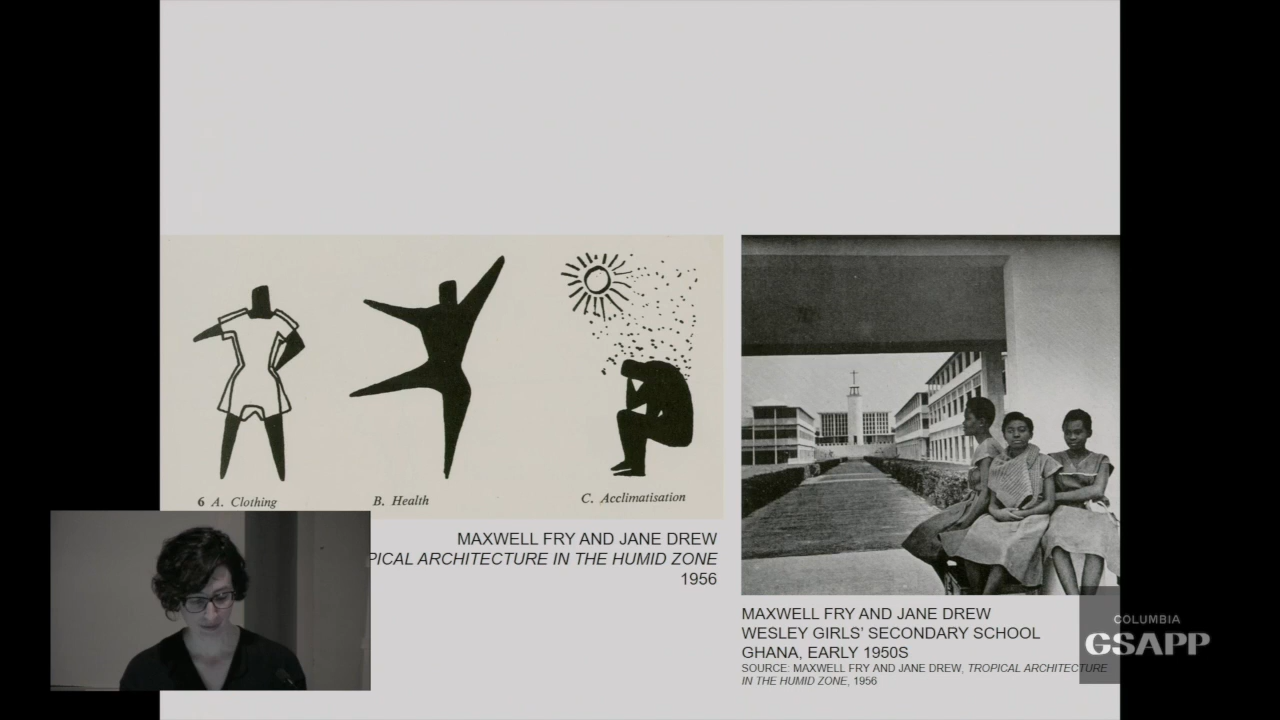 6 A. Clothing
B. Health
C. Acclimatisation
MAXWELL FRY AND JANE DREW
PICAL ARCHITECTURE IN THE HUMID ZONE
1956
MAXWELL FRY AND JANE DREW
WESLEY GIRLS' SECONDARY SCHOOL
GHANA, EARLY 1950S
SOURCE: MAXWELL FRY AND JANE DREW, TROPICAL ARCHITECTURE
IN THE HUMID ZONE, 1956
COLUMBIA
GSAPP